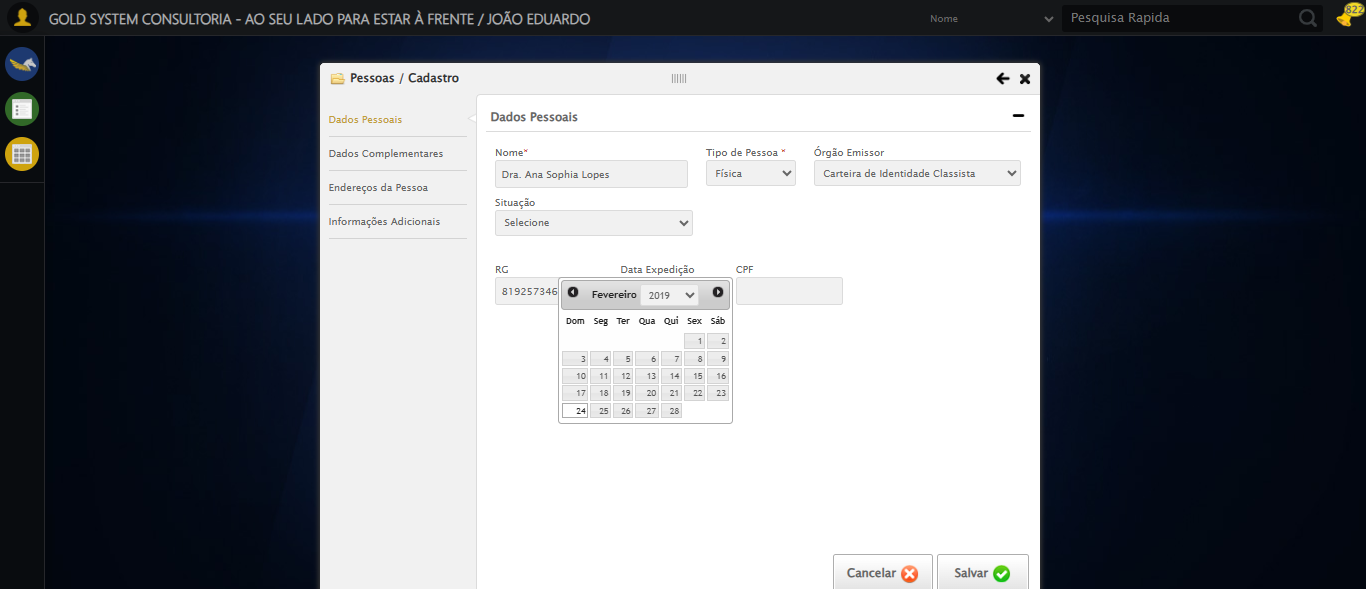 GOLD SYSTEM CONSULTORIA - AO SEU LADO PARA ESTAR À FRENTE / JOÃO EDUARDO
Nome
Pesquisa Rapida
822
Pessoas / Cadastro
Dados Pessoais
Dados Complementares
Endereços da Pessoa
Informações Adicionais
Dados Pessoais
Nome* Tipo de Pessoa * Órgão Emissor
Dra. Ana Sophia Lopes Física Carteira de Identidade Classista
Situação
Selecione
RG Data Expedição CPF
819257346
Fevereiro 2019
Dom Seg Ter Qua Qui Sex Sáb
1 2
3 4 5 6 7 8 9
10 11 12 13 14 15 16
17 18 19 20 21 22 23
24 25 26 27 28
Cancelar Salvar